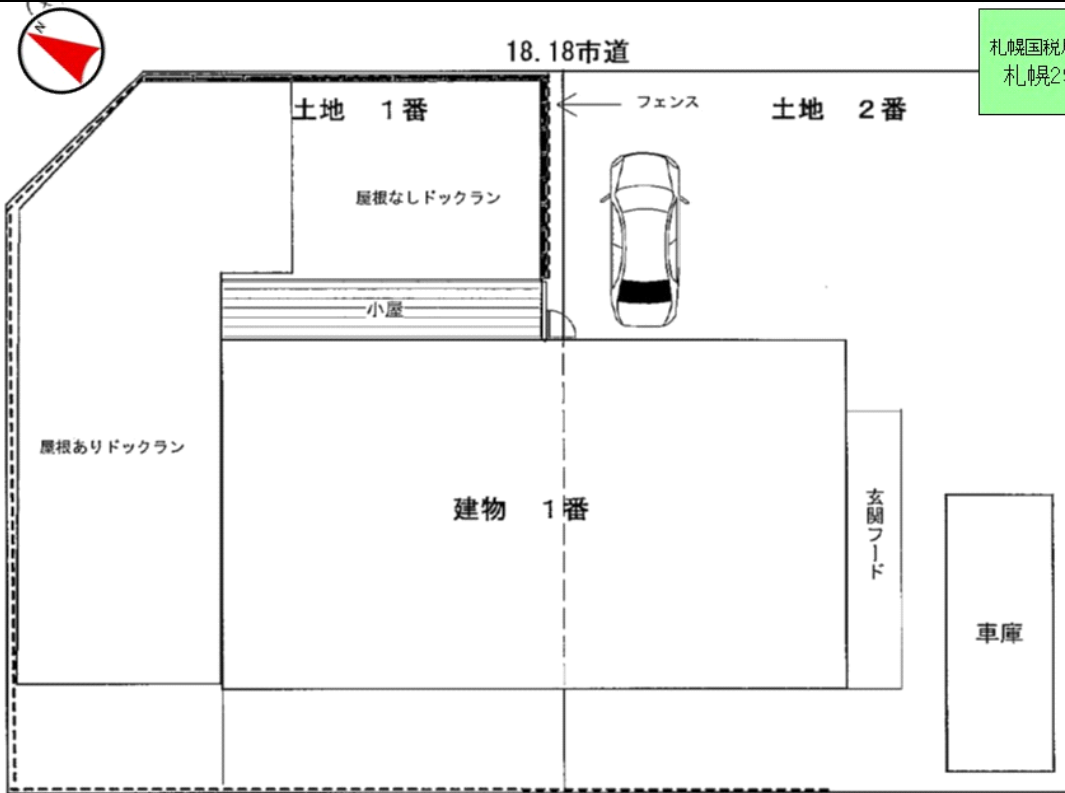 N
18.18市道
札幌国税
札幌2
土地 1番
フェンス
土地 2番
屋根なしドックラン
小屋
屋根ありドックラン
建物 1番
玄関フード
車庫